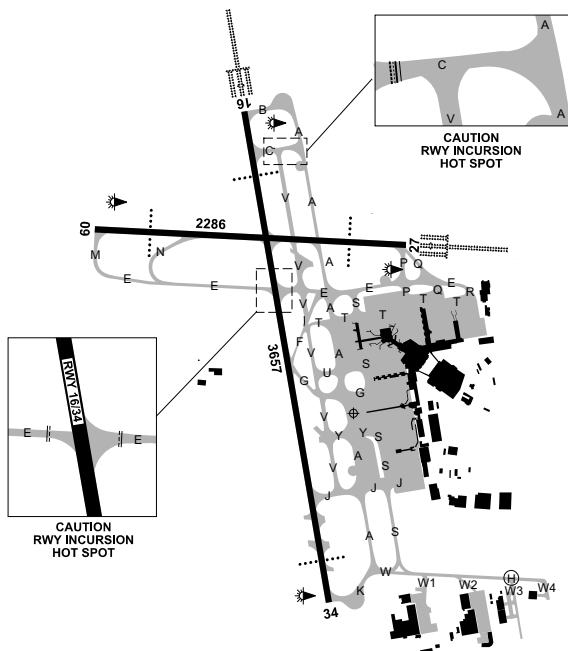 A
C
V
A
CAUTION
RWY INCURSION
HOT SPOT
16
B
A
C
V
A
09
2286
27
M
N
E
E
V
A
P
Q
E
E
P
T
Q
E
R
V
A
S
T
T
T
T
I
F
V
A
S
3657
G
U
G
V
Y
Y
S
V
A
S
J
J
J
A
S
W
K
34
W1
W2
H
W3
W4
RWY 16/34
E
E
CAUTION
RWY INCURSION
HOT SPOT